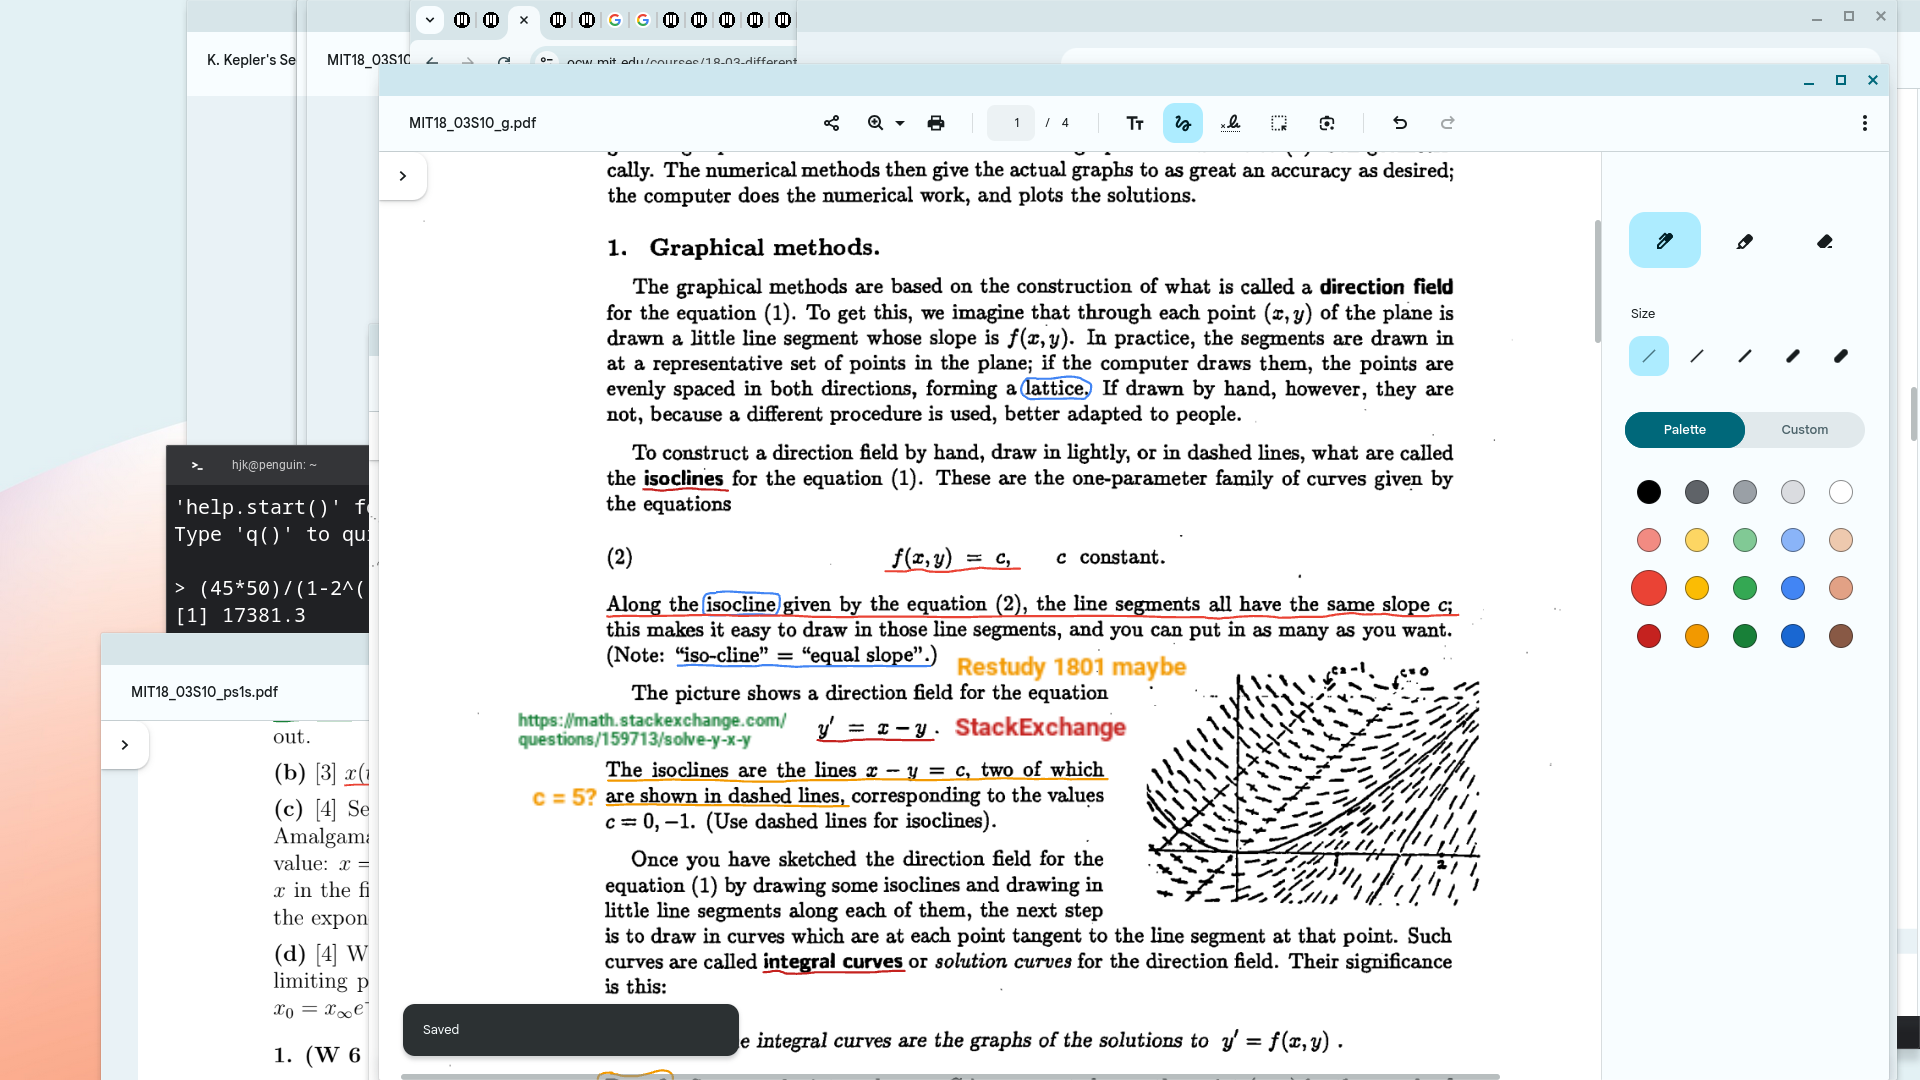 K. Kepler's Se
MIT18_03S10
ocw.mit.edu/courses/18-03-different
MIT18_03S10_g.pdf
1 / 4
cally. The numerical methods then give the actual graphs to as great an accuracy as desired;
the computer does the numerical work, and plots the solutions.
1. Graphical methods.
The graphical methods are based on the construction of what is called a direction field
for the equation (1). To get this, we imagine that through each point (x, y) of the plane is
drawn a little line segment whose slope is f(x, y). In practice, the segments are drawn in
at a representative set of points in the plane; if the computer draws them, the points are
evenly spaced in both directions, forming a lattice. If drawn by hand, however, they are
not, because a different procedure is used, better adapted to people.
To construct a direction field by hand, draw in lightly, or in dashed lines, what are called
the isoclines for the equation (1). These are the one-parameter family of curves given by
the equations
(2) f(x, y) = c, c constant.
Along the isocline given by the equation (2), the line segments all have the same slope c;
this makes it easy to draw in those line segments, and you can put in as many as you want.
(Note: "iso-cline" = "equal slope".)
Restudy 1801 maybe
The picture shows a direction field for the equation
https://math.stackexchange.com/
questions/159713/solve-y-x-y
y' = x − y .
StackExchange
The isoclines are the lines x − y = c, two of which
c = 5?
are shown in dashed lines, corresponding to the values
c = 0, −1. (Use dashed lines for isoclines).
c=-1
c=0
2
Once you have sketched the direction field for the
equation (1) by drawing some isoclines and drawing in
little line segments along each of them, the next step
is to draw in curves which are at each point tangent to the line segment at that point. Such
curves are called integral curves or solution curves for the direction field. Their significance
is this:
e integral curves are the graphs of the solutions to y' = f(x, y) .
Saved
Size
Palette
Custom
>_ hjk@penguin: ~
'help.start()' f
Type 'q()' to qu
> (45*50)/(1-2^(
[1] 17381.3
MIT18_03S10_ps1s.pdf
out.
(b) [3] x(
(c) [4] Se
Amalgama
value: x =
x in the fi
the expon
(d) [4] W
limiting p
x0 = x∞e
1. (W 6